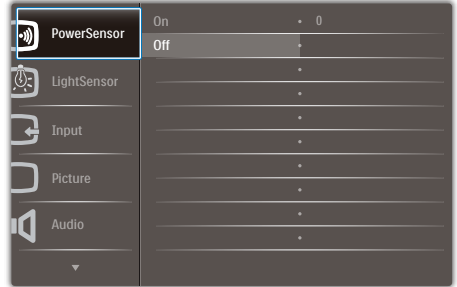 PowerSensor
LightSensor
Input
Picture
Audio
On • 0
Off •